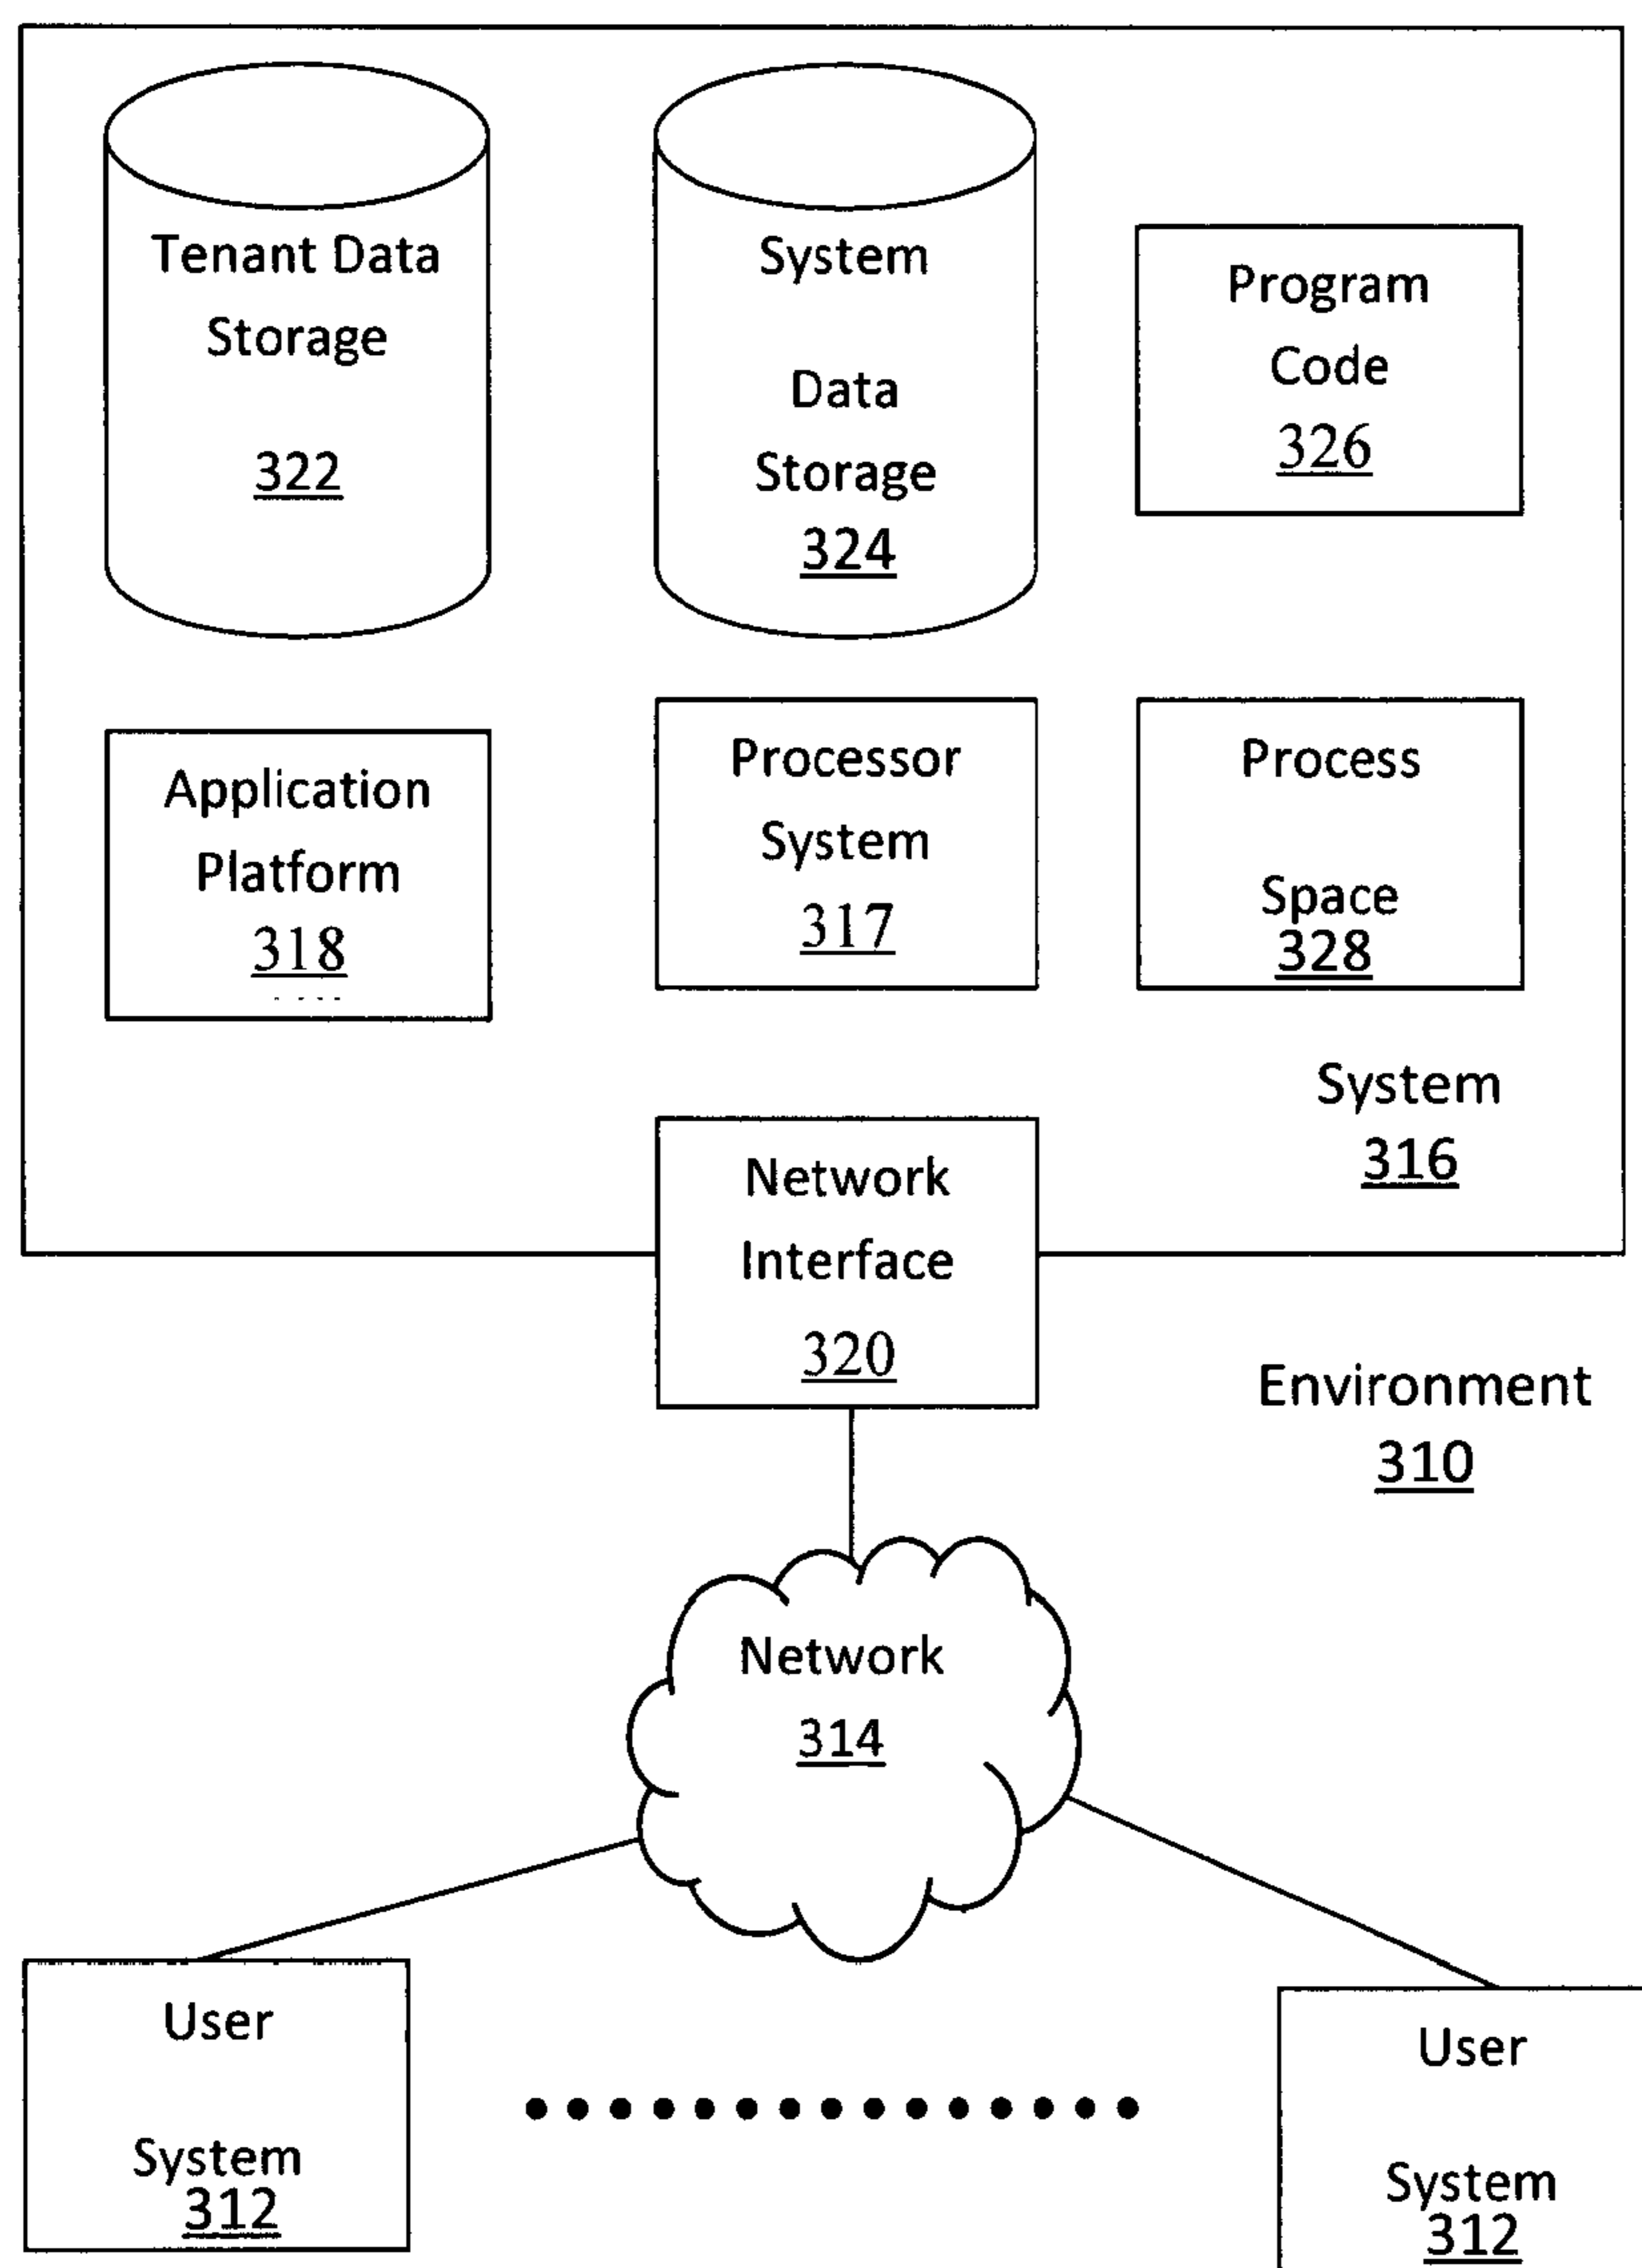 Tenant Data
Storage
322
System
Data
Storage
324
Program
Code
326
Application
Platform
318
Processor
System
317
Process
Space
328
System
316
Network
Interface
320
Environment
310
Network
314
User
System
312
User
System
312